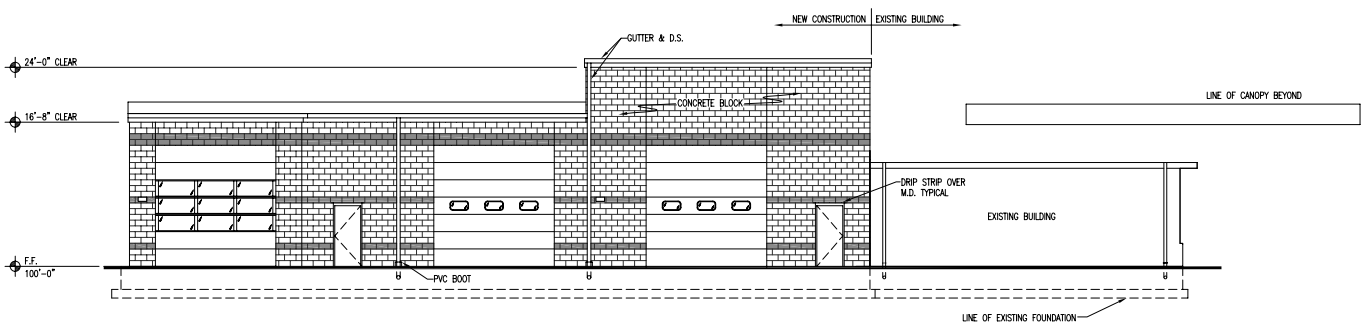 NEW CONSTRUCTION
EXISTING BUILDING
GUTTER & D.S.
24'-0" CLEAR
LINE OF CANOPY BEYOND
CONCRETE BLOCK
16'-8" CLEAR
DRIP STRIP OVER
M.D. TYPICAL
EXISTING BUILDING
F.F.
100'-0"
PVC BOOT
LINE OF EXISTING FOUNDATION